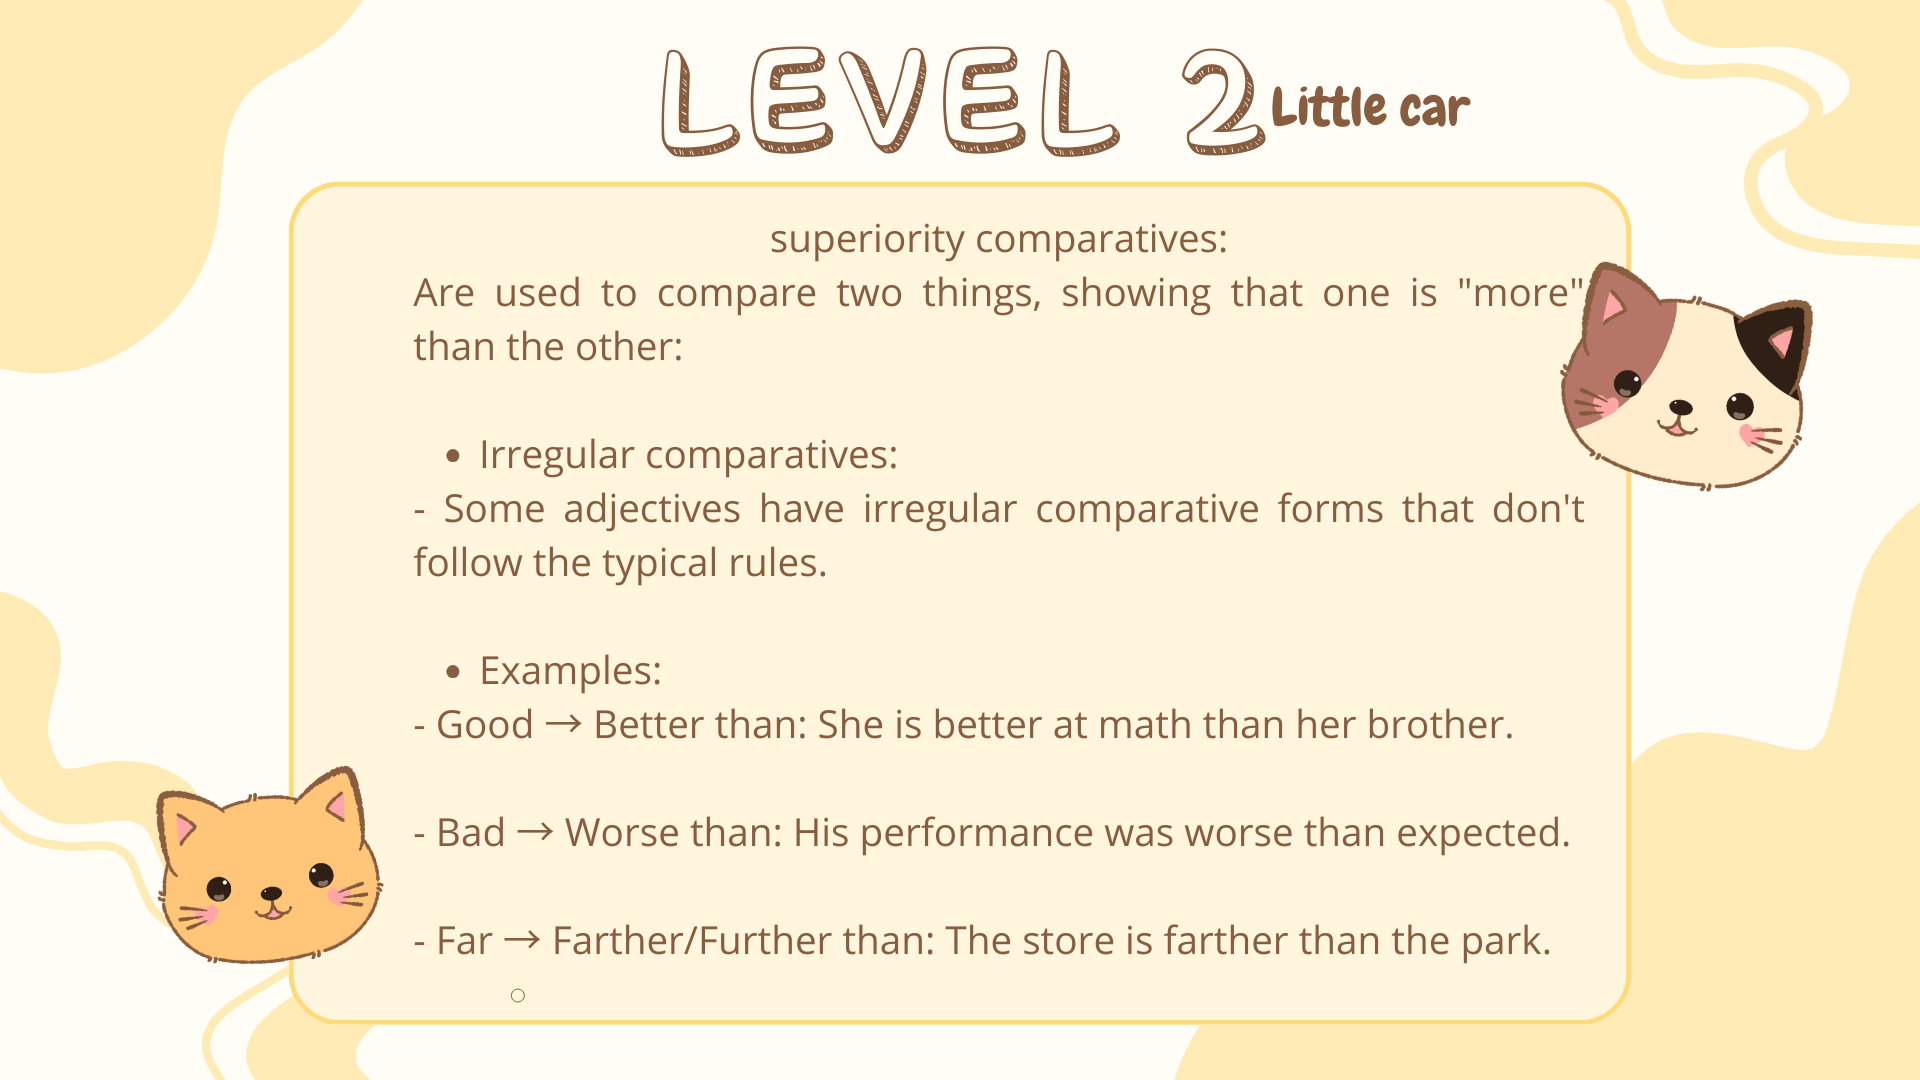 LEVEL 2 Little car
superiority comparatives:
Are used to compare two things, showing that one is "more"
than the other:
• Irregular comparatives:
- Some adjectives have irregular comparative forms that don't
follow the typical rules.
• Examples:
- Good → Better than: She is better at math than her brother.
- Bad → Worse than: His performance was worse than expected.
- Far → Farther/Further than: The store is farther than the park.